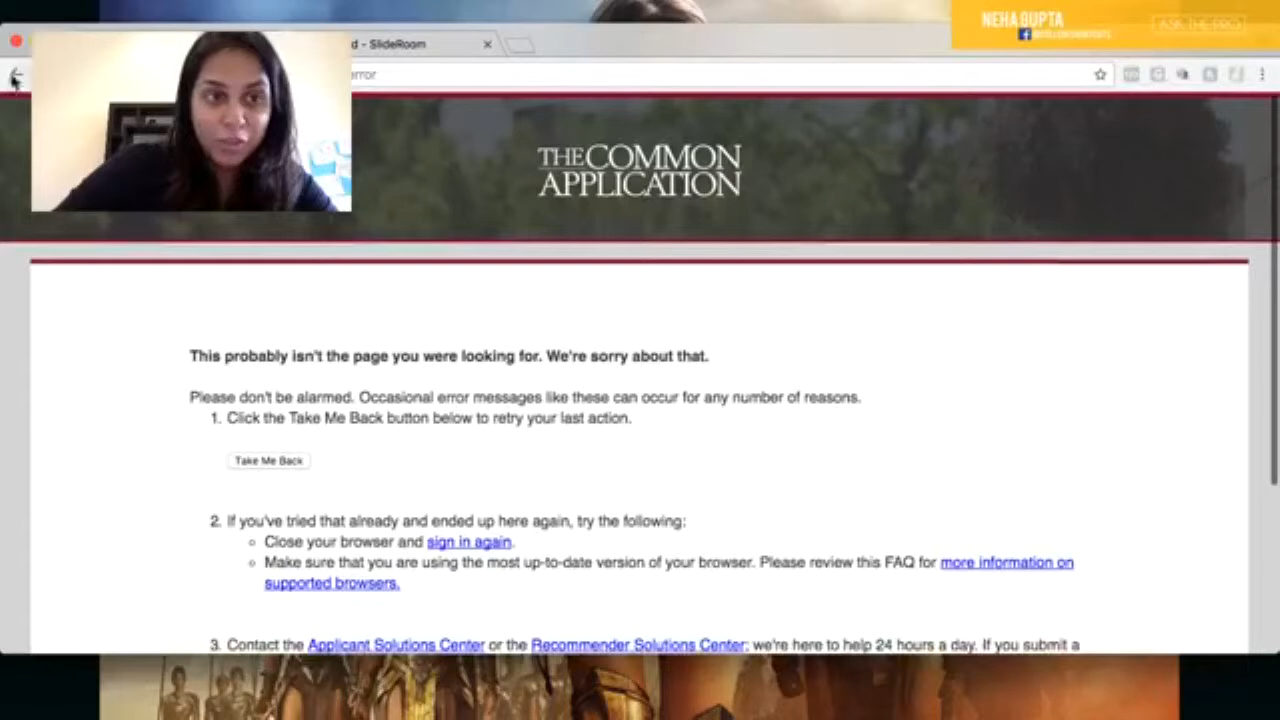 NEHA GUPTA
ASK THE PRO
d - SlideRoom
error
THE COMMON
APPLICATION
This probably isn't the page you were looking for. We're sorry about that.
Please don't be alarmed. Occasional error messages like these can occur for any number of reasons.
1. Click the Take Me Back button below to retry your last action.
Take Me Back
2. If you've tried that already and ended up here again, try the following:
Close your browser and sign in again.
Make sure that you are using the most up-to-date version of your browser. Please review this FAQ for more information on
supported browsers.
3. Contact the Applicant Solutions Center or the Recommender Solutions Center; we're here to help 24 hours a day. If you submit a